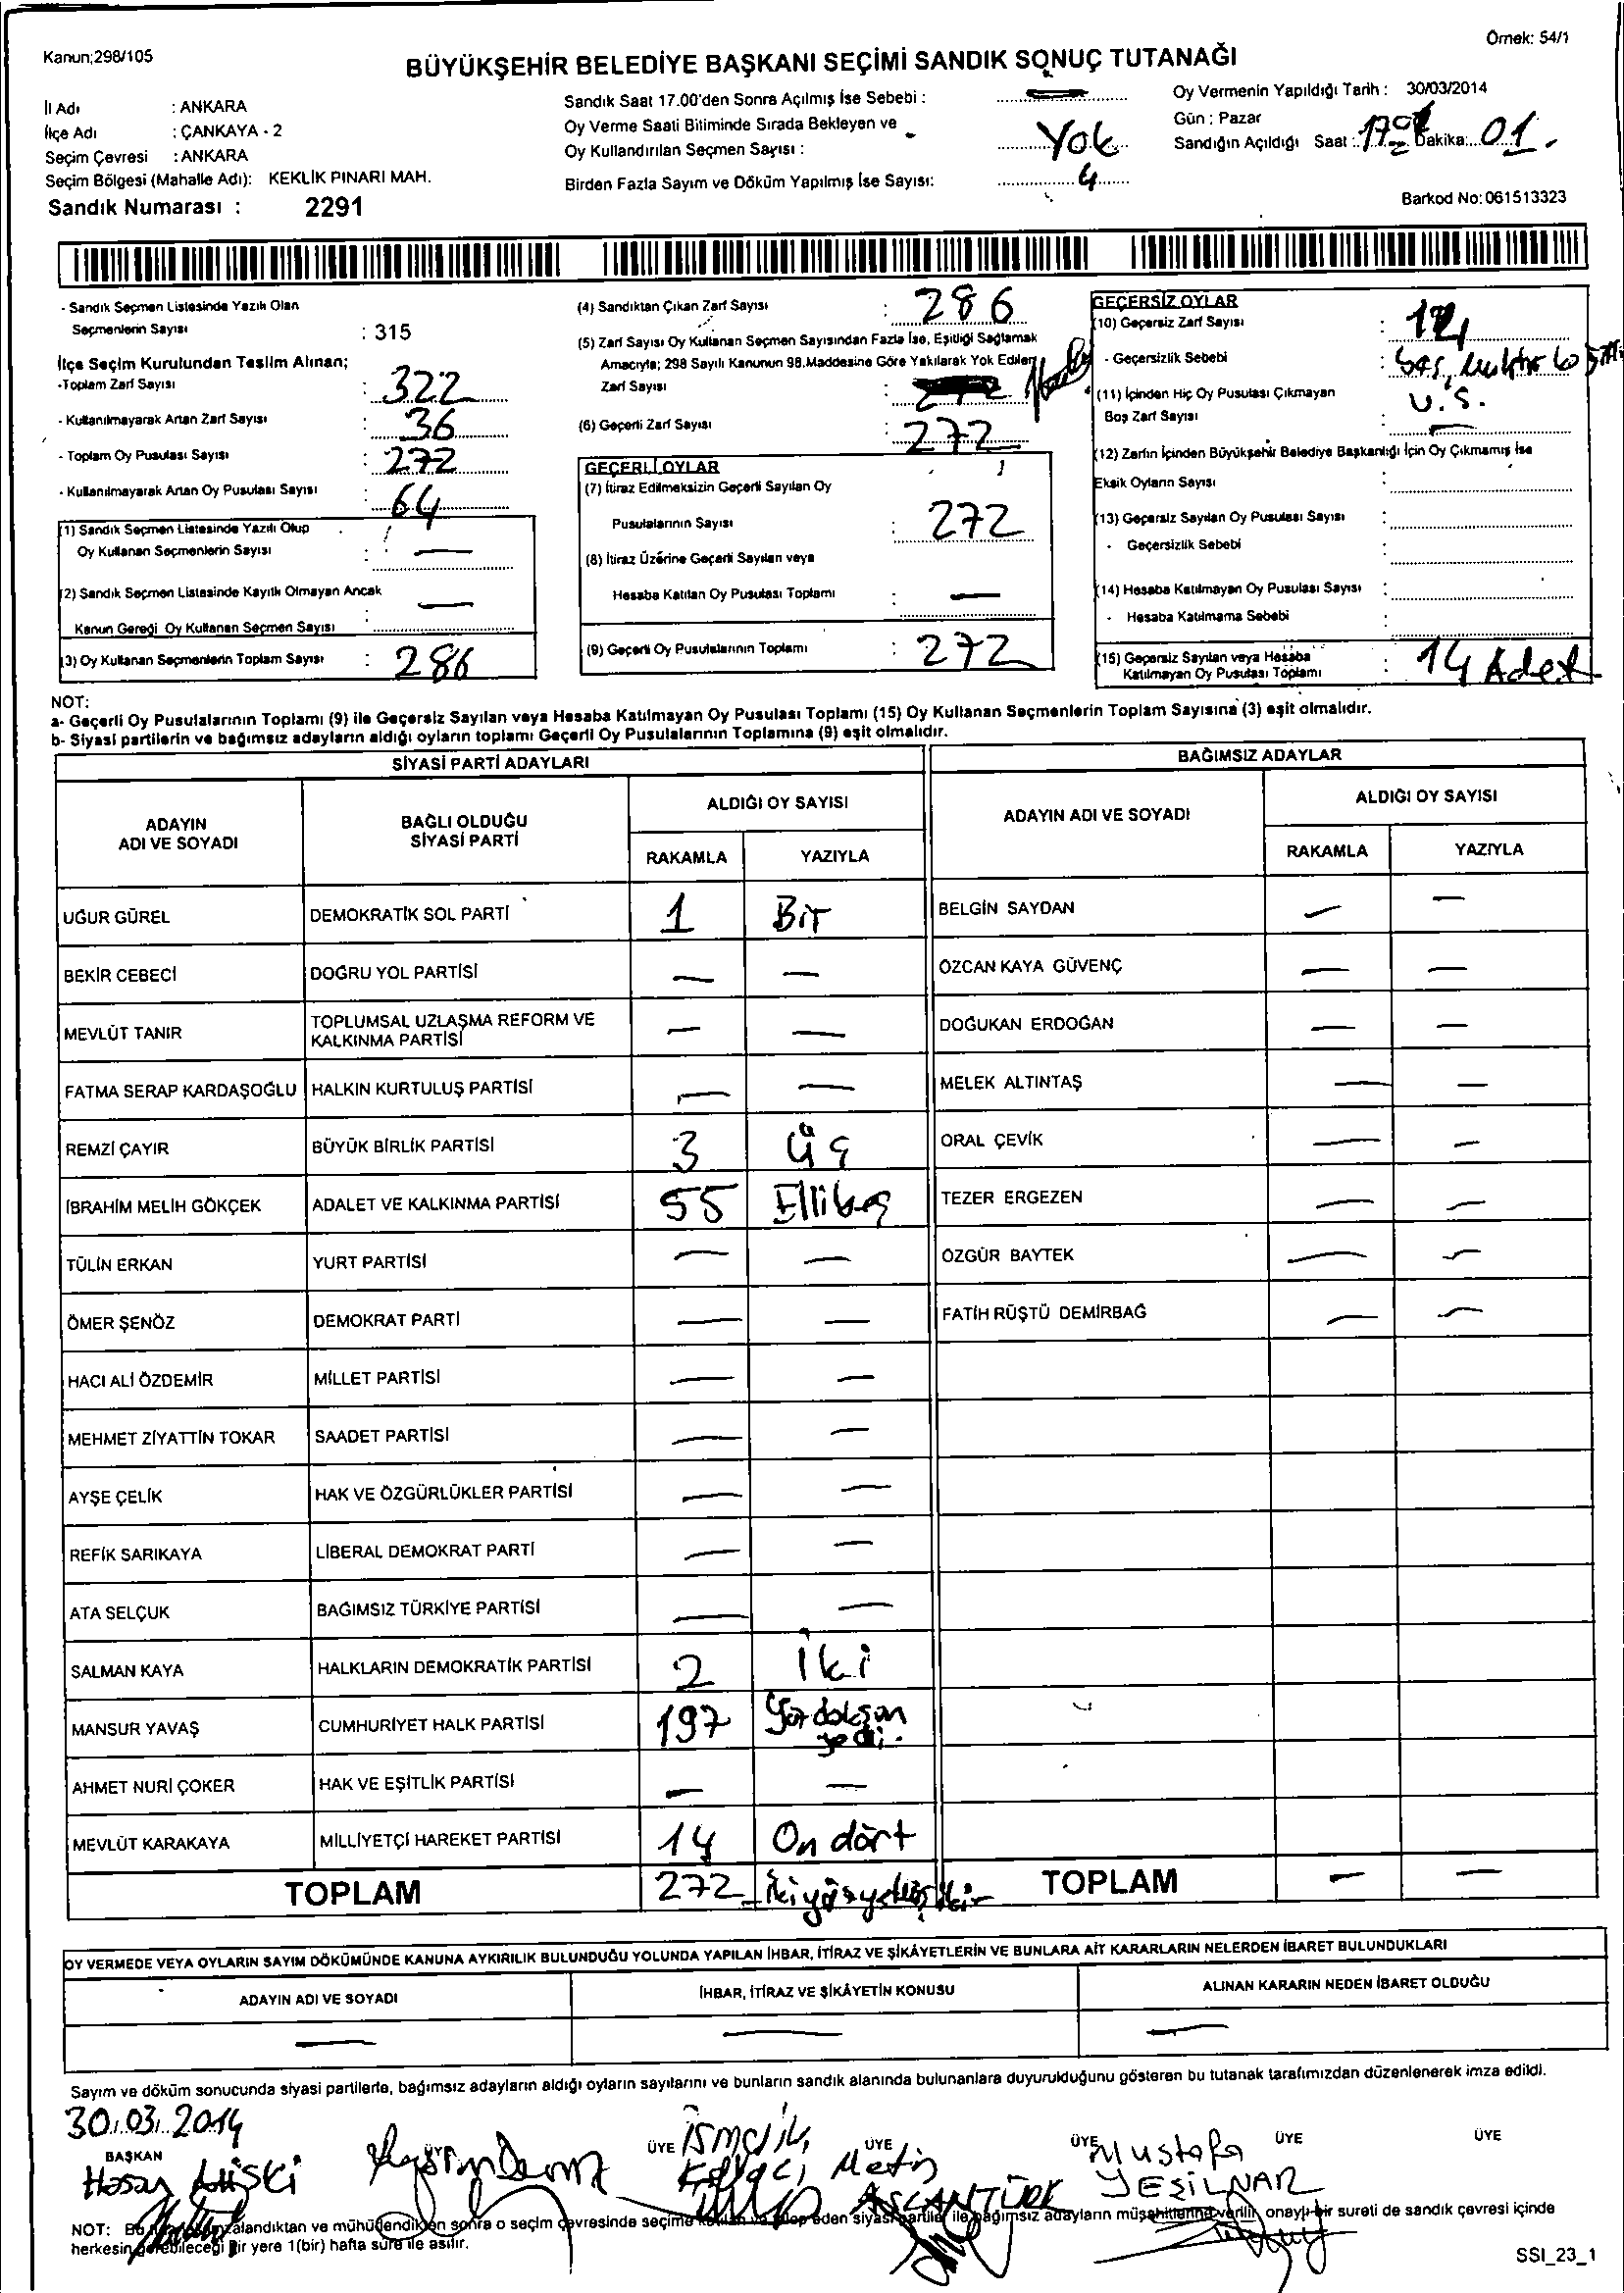 Kanun;298/105
Örnek: 54/1
BÜYÜKŞEHİR BELEDİYE BAŞKANI SEÇİMİ SANDIK SONUÇ TUTANAĞI
İl Adı : ANKARA
İlçe Adı : ÇANKAYA - 2
Seçim Çevresi : ANKARA
Seçim Bölgesi (Mahalle Adı): KEKLİK PINARI MAH.
Sandık Numarası : 2291
Sandık Saat 17.00'den Sonra Açılmış İse Sebebi :
Oy Verme Saati Bitiminde Sırada Bekleyen ve
Oy Kullandırılan Seçmen Sayısı : Yok
Birden Fazla Sayım ve Döküm Yapılmış İse Sayısı: 4
Oy Vermenin Yapıldığı Tarih : 30/03/2014
Gün : Pazar
Sandığın Açıldığı Saat : 17 Dakika: 01.
Barkod No: 061513323
- Sandık Seçmen Listesinde Yazılı Olan
Seçmenlerin Sayısı : 315
İlçe Seçim Kurulundan Teslim Alınan;
-Toplam Zarf Sayısı : 322
- Kullanılmayarak Artan Zarf Sayısı : 36
- Toplam Oy Pusulası Sayısı : 272
- Kullanılmayarak Artan Oy Pusulası Sayısı : 64
(1) Sandık Seçmen Listesinde Yazılı Olup
Oy Kullanan Seçmenlerin Sayısı : —
(2) Sandık Seçmen Listesinde Kayıtlı Olmayan Ancak
Kanun Gereği Oy Kullanan Seçmen Sayısı : —
(3) Oy Kullanan Seçmenlerin Toplam Sayısı : 286
(4) Sandıktan Çıkan Zarf Sayısı : 286
(5) Zarf Sayısı Oy Kullanan Seçmen Sayısından Fazla İse, Eşitliği Sağlamak
Amacıyla; 298 Sayılı Kanunun 98.Maddesine Göre Yakılarak Yok Edilen
Zarf Sayısı :
(6) Geçerli Zarf Sayısı : 272
GEÇERLİ OYLAR
(7) İtiraz Edilmeksizin Geçerli Sayılan Oy
Pusulalarının Sayısı : 272
(8) İtiraz Üzerine Geçerli Sayılan veya
Hesaba Katılan Oy Pusulası Toplamı : —
(9) Geçerli Oy Pusulalarının Toplamı : 272
GEÇERSİZ OYLAR
(10) Geçersiz Zarf Sayısı : 14
- Geçersizlik Sebebi :
v.s.
(11) İçinden Hiç Oy Pusulası Çıkmayan
Boş Zarf Sayısı : —
(12) Zarfın İçinden Büyükşehir Belediye Başkanlığı İçin Oy Çıkmamış İse
Eksik Oyların Sayısı :
(13) Geçersiz Sayılan Oy Pusulası Sayısı :
- Geçersizlik Sebebi :
(14) Hesaba Katılmayan Oy Pusulası Sayısı :
- Hesaba Katılmama Sebebi :
(15) Geçersiz Sayılan veya Hesaba
Katılmayan Oy Pusulası Toplamı : 14 Adet
NOT:
a- Geçerli Oy Pusulalarının Toplamı (9) ile Geçersiz Sayılan veya Hesaba Katılmayan Oy Pusulası Toplamı (15) Oy Kullanan Seçmenlerin Toplam Sayısına (3) eşit olmalıdır.
b- Siyasi partilerin ve bağımsız adayların aldığı oyların toplamı Geçerli Oy Pusulalarının Toplamına (9) eşit olmalıdır.
SİYASİ PARTİ ADAYLARI
ADAYIN ADI VE SOYADI BAĞLI OLDUĞU SİYASİ PARTİ ALDIĞI OY SAYISI
RAKAMLA YAZIYLA
UĞUR GÜREL DEMOKRATİK SOL PARTİ 1 Bir
BEKİR CEBECİ DOĞRU YOL PARTİSİ — —
MEVLÜT TANIR TOPLUMSAL UZLAŞMA REFORM VE KALKINMA PARTİSİ — —
FATMA SERAP KARDAŞOĞLU HALKIN KURTULUŞ PARTİSİ — —
REMZİ ÇAYIR BÜYÜK BİRLİK PARTİSİ 3 Üç
İBRAHİM MELİH GÖKÇEK ADALET VE KALKINMA PARTİSİ 55 Ellibeş
TÜLİN ERKAN YURT PARTİSİ — —
ÖMER ŞENÖZ DEMOKRAT PARTİ — —
HACI ALİ ÖZDEMİR MİLLET PARTİSİ — —
MEHMET ZİYATTİN TOKAR SAADET PARTİSİ — —
AYŞE ÇELİK HAK VE ÖZGÜRLÜKLER PARTİSİ — —
REFİK SARIKAYA LİBERAL DEMOKRAT PARTİ — —
ATA SELÇUK BAĞIMSIZ TÜRKİYE PARTİSİ — —
SALMAN KAYA HALKLARIN DEMOKRATİK PARTİSİ 2 İki
MANSUR YAVAŞ CUMHURİYET HALK PARTİSİ 197 Yüzdoksan yedi.
AHMET NURİ ÇOKER HAK VE EŞİTLİK PARTİSİ — —
MEVLÜT KARAKAYA MİLLİYETÇİ HAREKET PARTİSİ 14 On dört
TOPLAM 272
BAĞIMSIZ ADAYLAR
ADAYIN ADI VE SOYADI ALDIĞI OY SAYISI
RAKAMLA YAZIYLA
BELGİN SAYDAN — —
ÖZCAN KAYA GÜVENÇ — —
DOĞUKAN ERDOĞAN — —
MELEK ALTINTAŞ — —
ORAL ÇEVİK — —
TEZER ERGEZEN — —
ÖZGÜR BAYTEK — —
FATİH RÜŞTÜ DEMİRBAĞ — —
TOPLAM — —
OY VERMEDE VEYA OYLARIN SAYIM DÖKÜMÜNDE KANUNA AYKIRILIK BULUNDUĞU YOLUNDA YAPILAN İHBAR, İTİRAZ VE ŞİKÂYETLERİN VE BUNLARA AİT KARARLARIN NELERDEN İBARET BULUNDUKLARI
ADAYIN ADI VE SOYADI İHBAR, İTİRAZ VE ŞİKÂYETİN KONUSU ALINAN KARARIN NEDEN İBARET OLDUĞU
— — —
Sayım ve döküm sonucunda siyasi partilerle, bağımsız adayların aldığı oyların sayılarını ve bunların sandık alanında bulunanlara duyurulduğunu gösteren bu tutanak tarafımızdan düzenlenerek imza edildi.
30.03.2014
BAŞKAN ÜYE ÜYE ÜYE ÜYE ÜYE ÜYE
Hasan
İsmail
Metin
Mustafa
YEŞİLNAR
NOT: Bu alandıktan ve mühürlendikten sonra o seçim çevresinde seçime katılan ve talep eden siyasi partiler ile bağımsız adayların müşahitlerine verilir, onaylı bir sureti de sandık çevresi içinde
herkesin görebileceği bir yere 1(bir) hafta süre ile asılır.
SSI_23_1